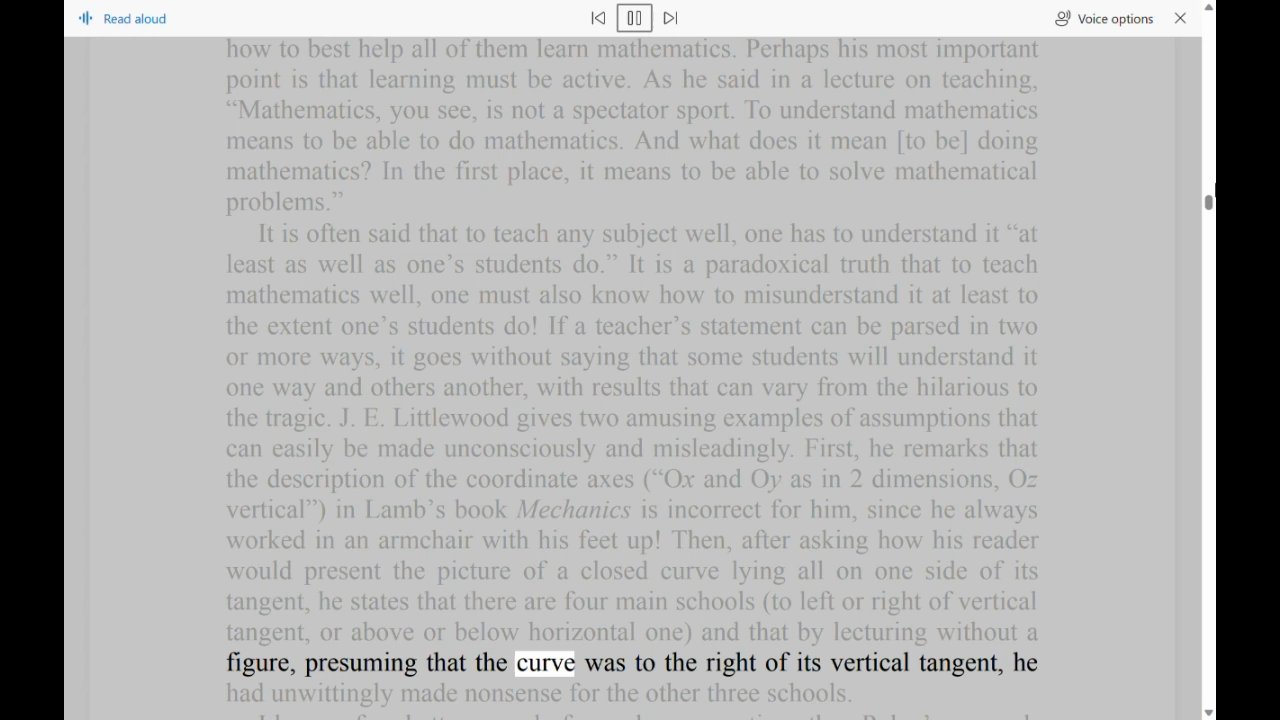 Read aloud
Voice options
how to best help all of them learn mathematics. Perhaps his most important
point is that learning must be active. As he said in a lecture on teaching,
“Mathematics, you see, is not a spectator sport. To understand mathematics
means to be able to do mathematics. And what does it mean [to be] doing
mathematics? In the first place, it means to be able to solve mathematical
problems.”
It is often said that to teach any subject well, one has to understand it “at
least as well as one’s students do.” It is a paradoxical truth that to teach
mathematics well, one must also know how to misunderstand it at least to
the extent one’s students do! If a teacher’s statement can be parsed in two
or more ways, it goes without saying that some students will understand it
one way and others another, with results that can vary from the hilarious to
the tragic. J. E. Littlewood gives two amusing examples of assumptions that
can easily be made unconsciously and misleadingly. First, he remarks that
the description of the coordinate axes (“Ox and Oy as in 2 dimensions, Oz
vertical”) in Lamb’s book Mechanics is incorrect for him, since he always
worked in an armchair with his feet up! Then, after asking how his reader
would present the picture of a closed curve lying all on one side of its
tangent, he states that there are four main schools (to left or right of vertical
tangent, or above or below horizontal one) and that by lecturing without a
figure, presuming that the curve was to the right of its vertical tangent, he
had unwittingly made nonsense for the other three schools.